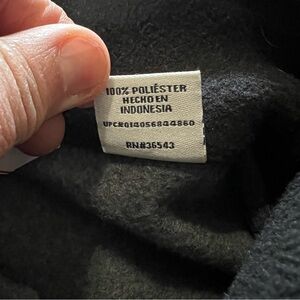 100% POLIÉSTER
HECHO EN
INDONESIA
UPC#014056844860
RN#36543